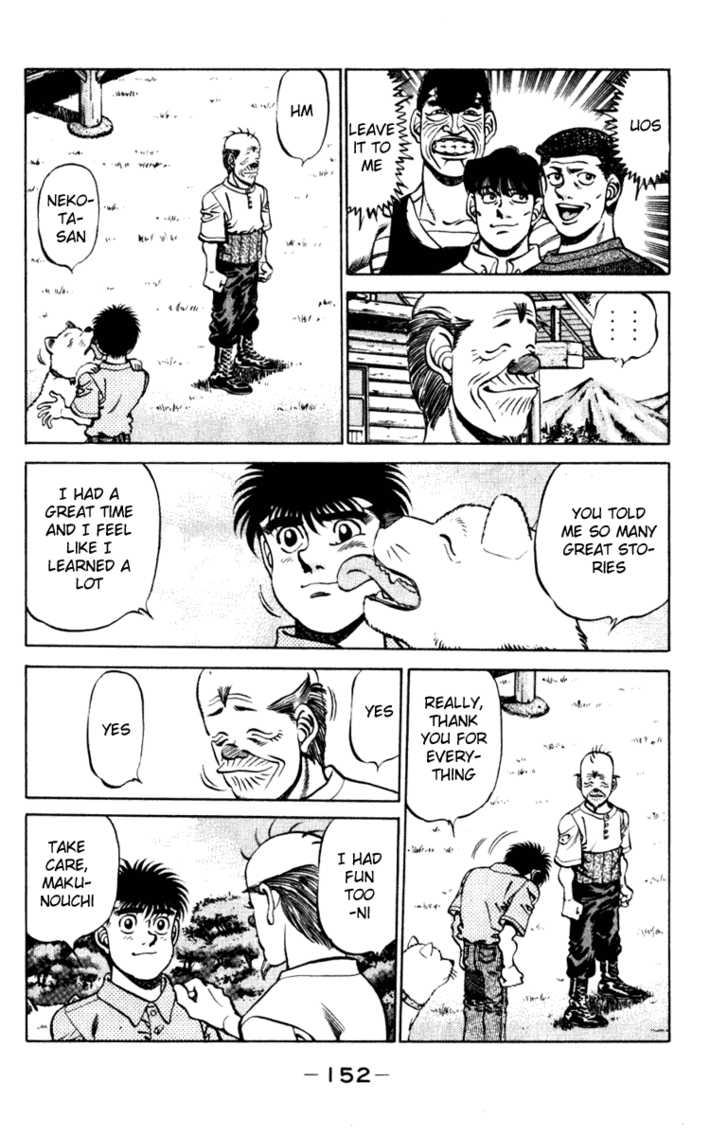 UOS
LEAVE
IT TO
ME
HM
NEKO-
TA-
SAN
. . . .
. . . .
YOU TOLD
ME SO MANY
GREAT STO-
RIES
I HAD A
GREAT TIME
AND I FEEL
LIKE I
LEARNED A
LOT
REALLY,
THANK
YOU FOR
EVERY-
THING
YES
YES
I HAD
FUN
TOO
-NI
TAKE
CARE,
MAKU-
NOUCHI
-152-